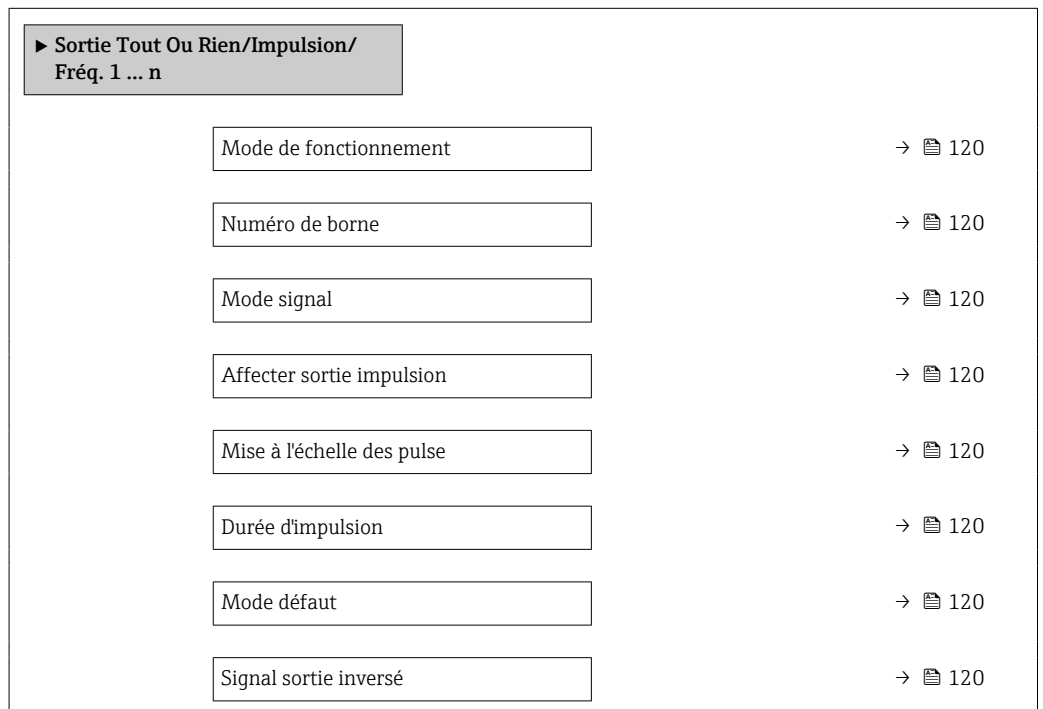 ► Sortie Tout Ou Rien/Impulsion/
Fréq. 1 ... n
Mode de fonctionnement → 120
Numéro de borne → 120
Mode signal → 120
Affecter sortie impulsion → 120
Mise à l'échelle des pulse → 120
Durée d'impulsion → 120
Mode défaut → 120
Signal sortie inversé → 120